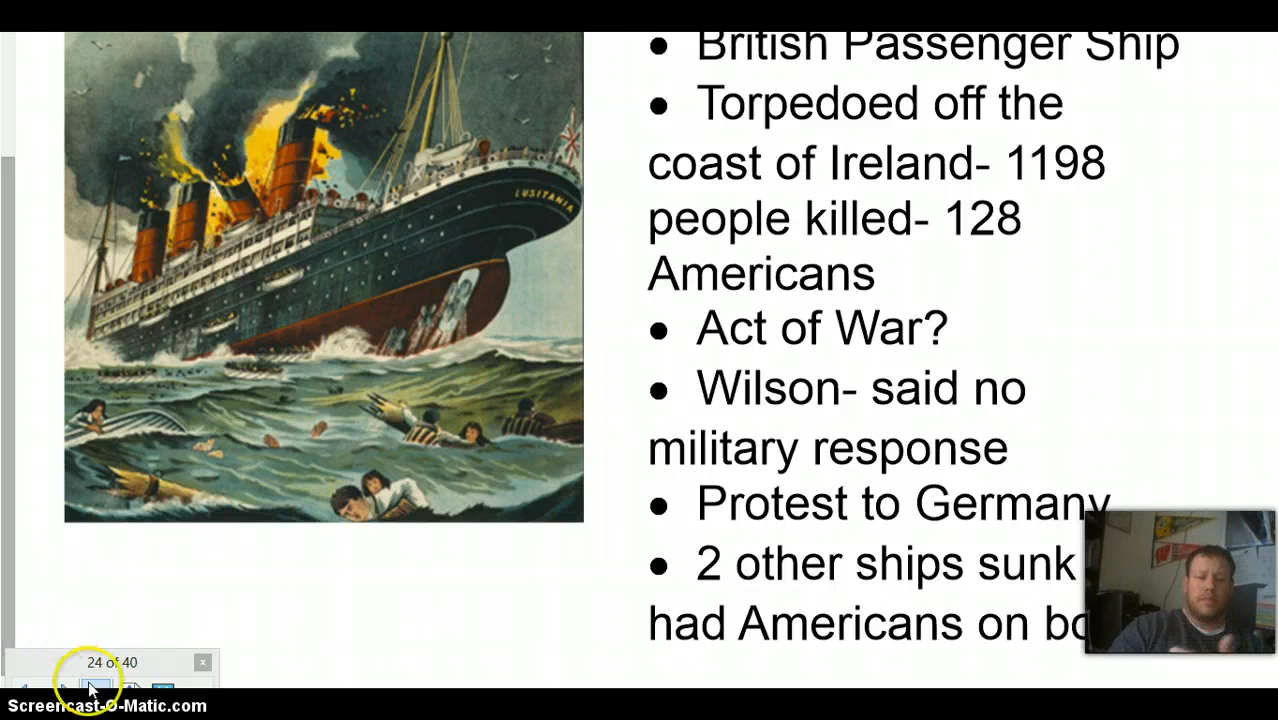 British Passenger Ship
Torpedoed off the
coast of Ireland- 1198
people killed- 128
Americans
Act of War?
Wilson- said no
military response
Protest to Germany
2 other ships sunk
had Americans on
LUSITANIA
24 of 40
x
Screencast-O-Matic.com